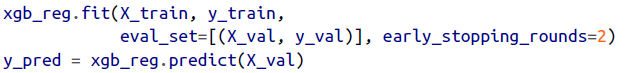 xgb_reg.fit(X_train, y_train,
            eval_set=[(X_val, y_val)], early_stopping_rounds=2)
y_pred = xgb_reg.predict(X_val)